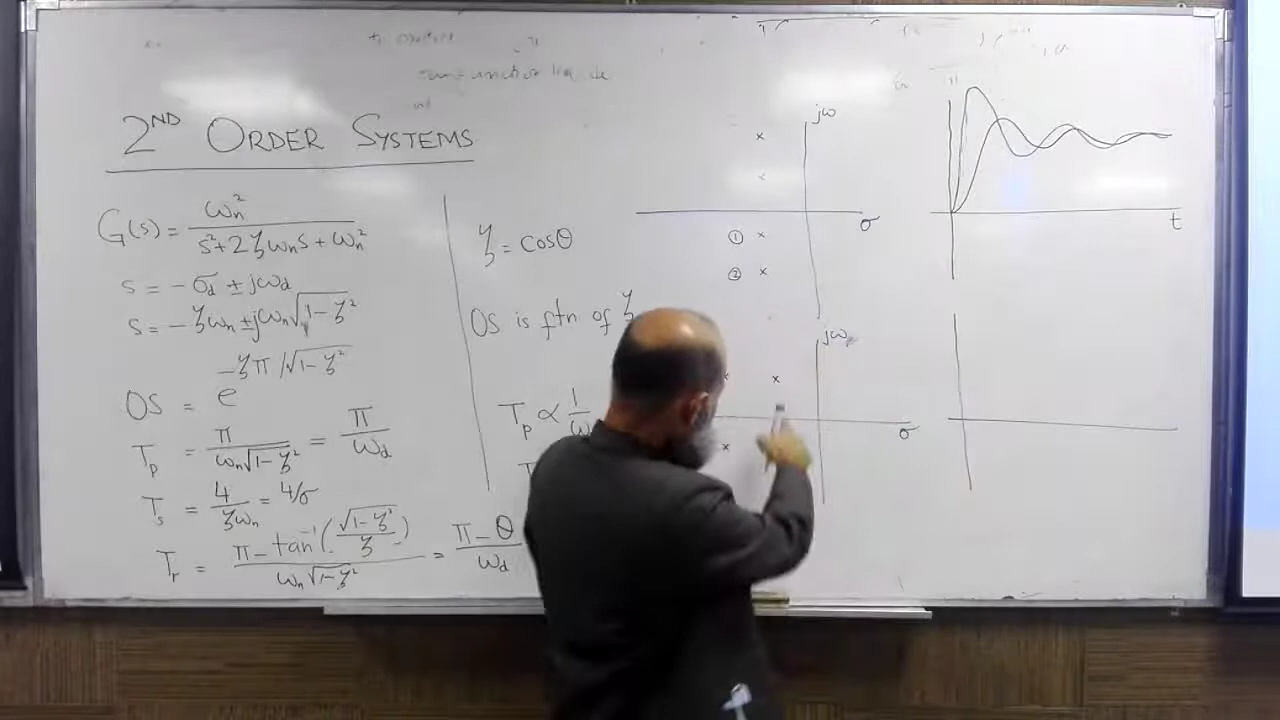 2ND ORDER SYSTEMS
G(s) = ωn² / s² + 2ζωns + ωn²
s = -σd ± jωd
s = -ζωn ± jωn√1-ζ²
OS = e -ζπ/√1-ζ²
Tp = π / ωn√1-ζ² = π / ωd
Ts = 4 / ζωn = 4/σ
Tr = π - tan⁻¹(√1-ζ² / ζ) / ωn√1-ζ² = π - θ / ωd
ζ = cosθ
OS is ftn of ζ
Tp ∝ 1 / ω
jω
σ
①
②
jω
σ
t